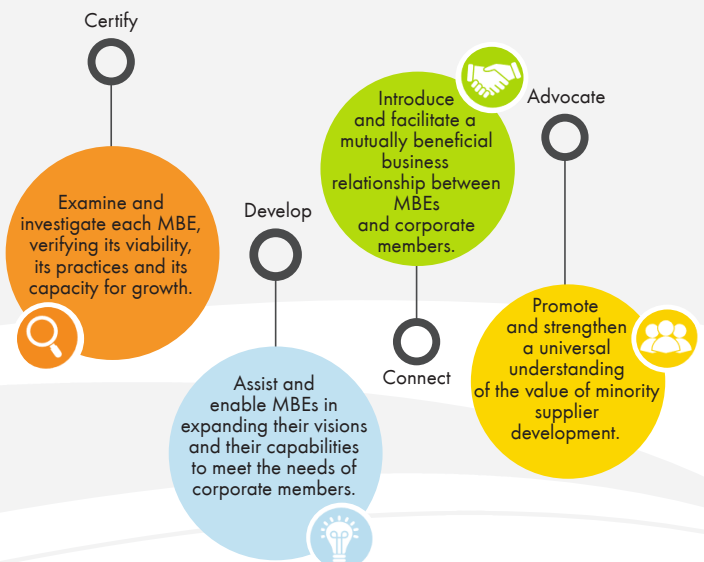 Certify
Examine and
investigate each MBE,
verifying its viability,
its practices and its
capacity for growth.
Develop
Assist and
enable MBEs in
expanding their visions
and their capabilities
to meet the needs of
corporate members.
Introduce
and facilitate a
mutually beneficial
business
relationship between
MBEs
and corporate
members.
Connect
Advocate
Promote
and strengthen
a universal
understanding
of the value of minority
supplier
development.